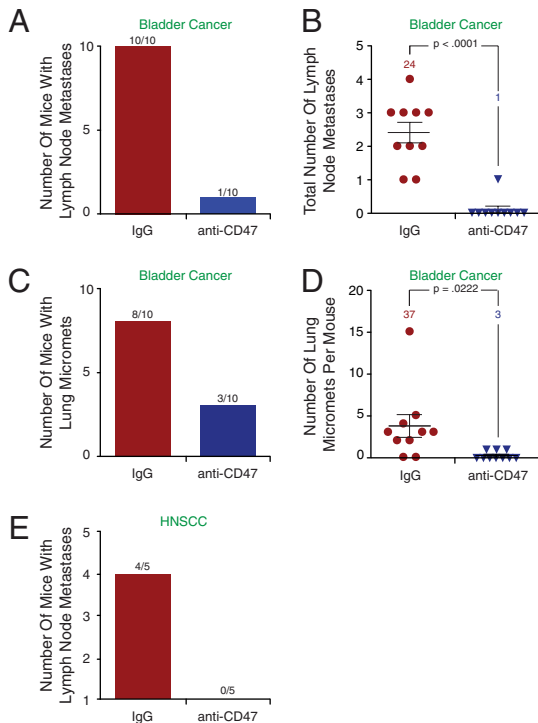 A
Bladder Cancer
Number Of Mice With
Lymph Node Metastases
10
5
0
10/10
1/10
IgG
anti-CD47
B
Bladder Cancer
p < .0001
Total Number Of Lymph
Node Metastases
5
4
3
2
1
0
24
1
IgG
anti-CD47
C
Bladder Cancer
Number Of Mice With
Lung Micromets
10
5
0
8/10
3/10
IgG
anti-CD47
D
Bladder Cancer
p = .0222
Number Of Lung
Micromets Per Mouse
20
15
10
5
0
37
3
IgG
anti-CD47
E
HNSCC
Number Of Mice With
Lymph Node Metastases
5
4
3
2
1
4/5
0/5
IgG
anti-CD47